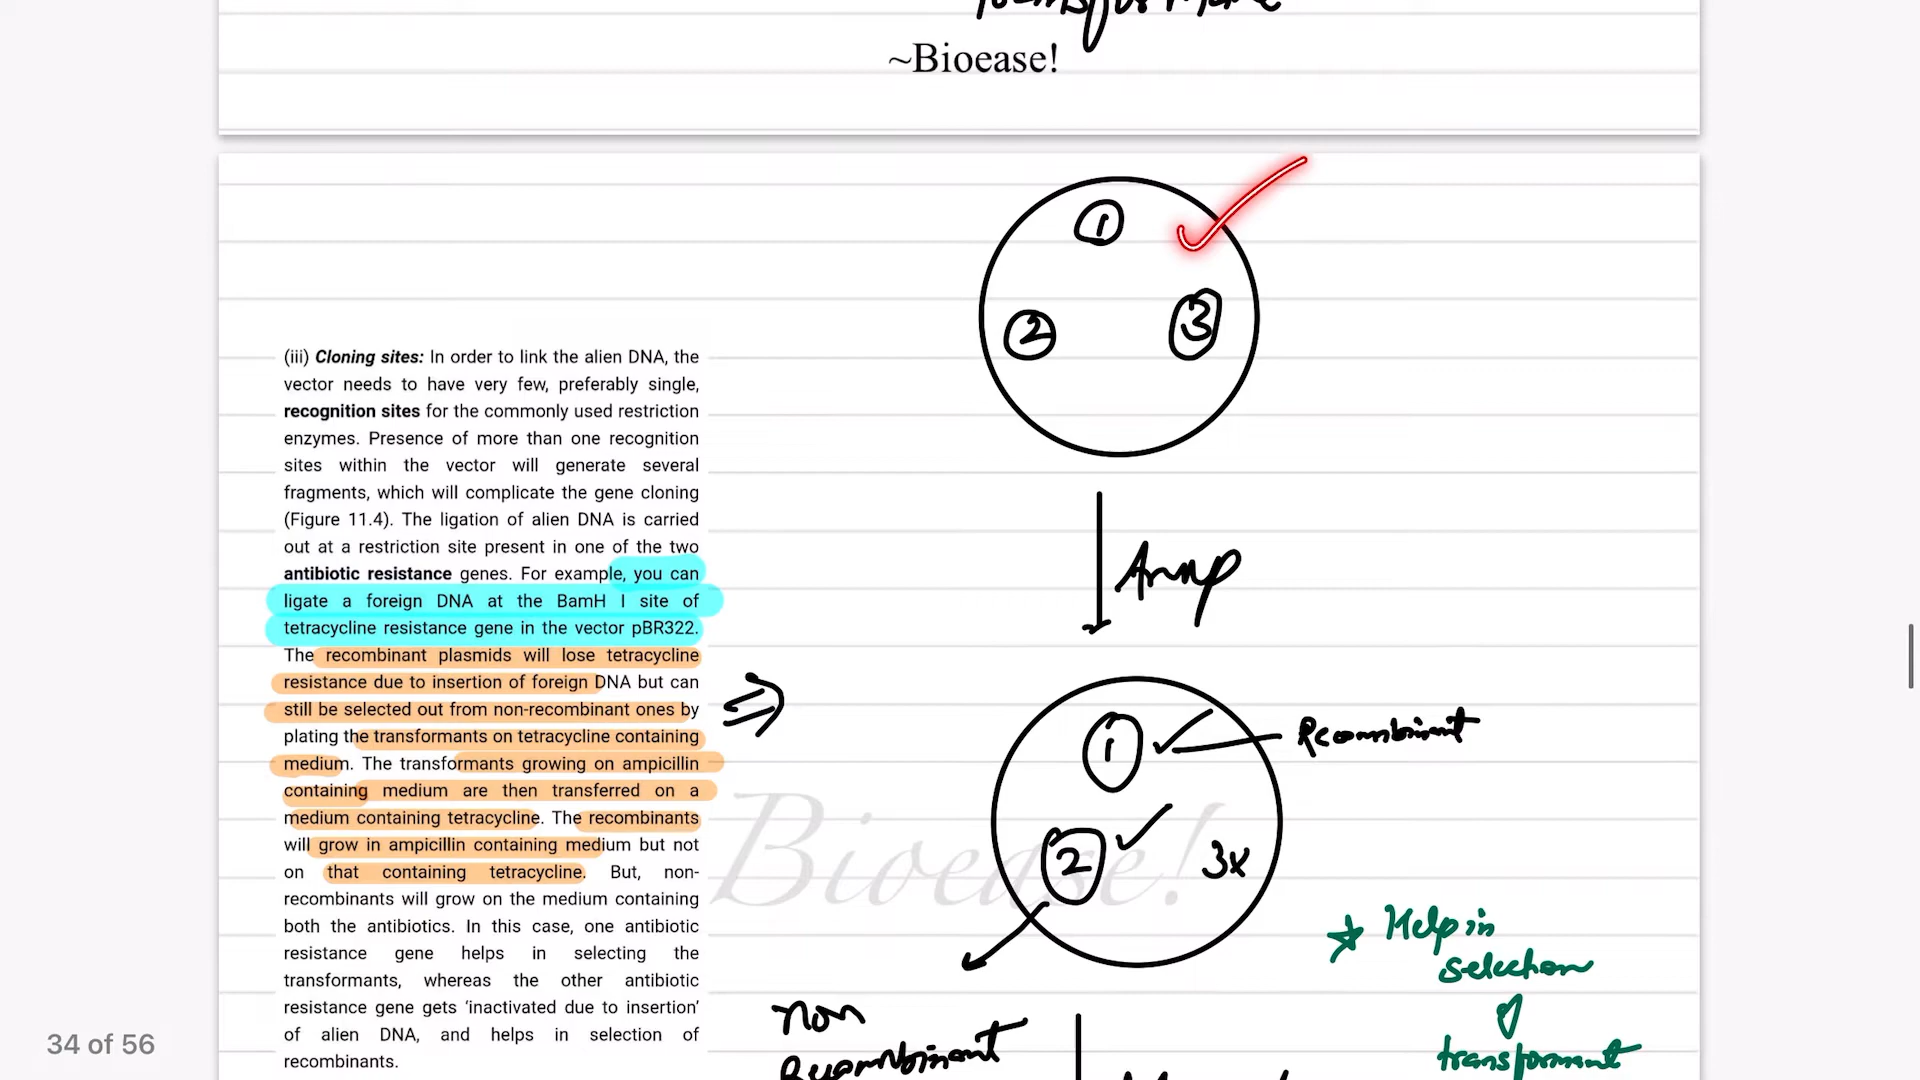 ~Bioease!
1
2
3
(iii) Cloning sites: In order to link the alien DNA, the
vector needs to have very few, preferably single,
recognition sites for the commonly used restriction
enzymes. Presence of more than one recognition
sites within the vector will generate several
fragments, which will complicate the gene cloning
(Figure 11.4). The ligation of alien DNA is carried
out at a restriction site present in one of the two
antibiotic resistance genes. For example, you can
ligate a foreign DNA at the BamH I site of
tetracycline resistance gene in the vector pBR322.
The recombinant plasmids will lose tetracycline
resistance due to insertion of foreign DNA but can
still be selected out from non-recombinant ones by
plating the transformants on tetracycline containing
medium. The transformants growing on ampicillin
containing medium are then transferred on a
medium containing tetracycline. The recombinants
will grow in ampicillin containing medium but not
on that containing tetracycline. But, non-
recombinants will grow on the medium containing
both the antibiotics. In this case, one antibiotic
resistance gene helps in selecting the
transformants, whereas the other antibiotic
resistance gene gets ‘inactivated due to insertion’
of alien DNA, and helps in selection of
recombinants.
Amp
1
Recombinant
2
3x
Bioease!
Help in
selection
of
transformant
non
Recombinant
34 of 56